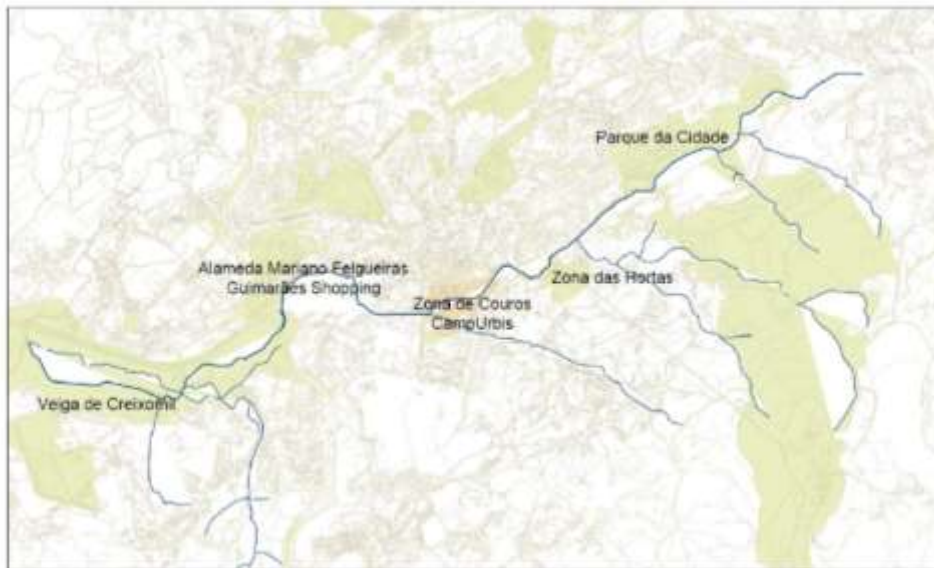 Parque da Cidade
Alameda Mariano Felgueiras
Guimarães Shopping
Zona das Hortas
Zona de Couros
CampUrbis
Veiga de Creixomil